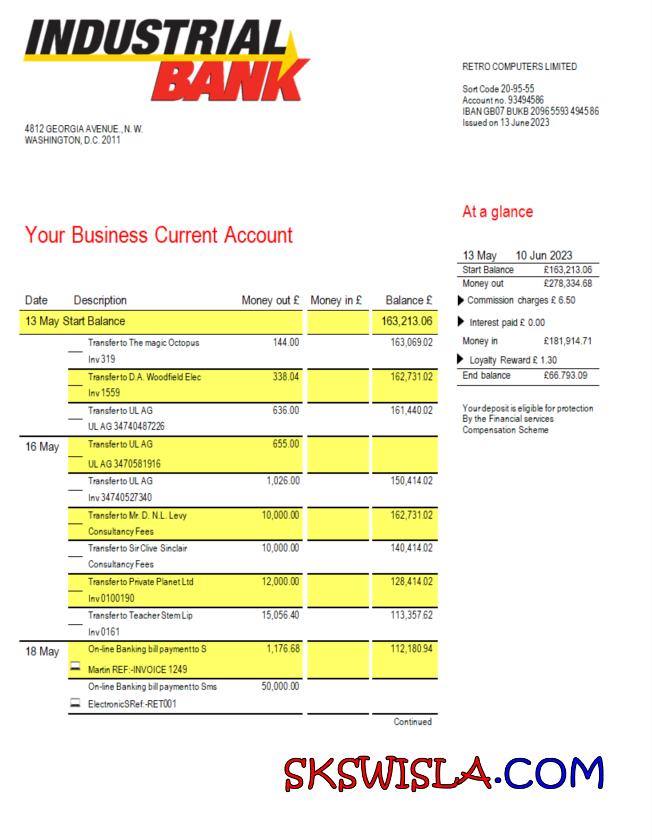 INDUSTRIAL
BANK
4812 GEORGIA AVENUE., N. W.
WASHINGTON, D.C. 2011
RETRO COMPUTERS LIMITED
Sort Code 20-95-55
Account no. 93494586
IBAN GB07 BUKB 2096 5593 494586
Issued on 13 June 2023
At a glance
Your Business Current Account
13 May 10 Jun 2023
Start Balance £163,213.06
Money out £278,334.68
Commission charges £ 6.50
Interest paid £ 0.00
Money in £181,914.71
Loyalty Reward £ 1.30
End balance £66.793.09
Your deposit is eligible for protection
By the Financial services
Compensation Scheme
Date Description Money out £ Money in £ Balance £
13 May Start Balance 163,213.06
Transfer to The magic Octopus 144.00 163,069.02
Inv 319
Transfer to D.A. Woodfield Elec 338.04 162,731.02
Inv 1559
Transfer to UL AG 636.00 161,440.02
UL AG 34740487226
16 May Transfer to UL AG 655.00
UL AG 3470581916
Transfer to UL AG 1,026.00 150,414.02
Inv 34740527340
Transfer to Mr. D. N.L. Levy 10,000.00 162,731.02
Consultancy Fees
Transfer to Sir Clive Sinclair 10,000.00 140,414.02
Consultancy Fees
Transfer to Private Planet Ltd 12,000.00 128,414.02
Inv 0100190
Transfer to Teacher Stem Lip 15,056.40 113,357.62
Inv 0161
18 May On-line Banking bill payment to S 1,176.68 112,180.94
Martin REF:-INVOICE 1249
On-line Banking bill payment to Sms 50,000.00
ElectronicSRef:-RET001
Continued
SKSWISLA.COM